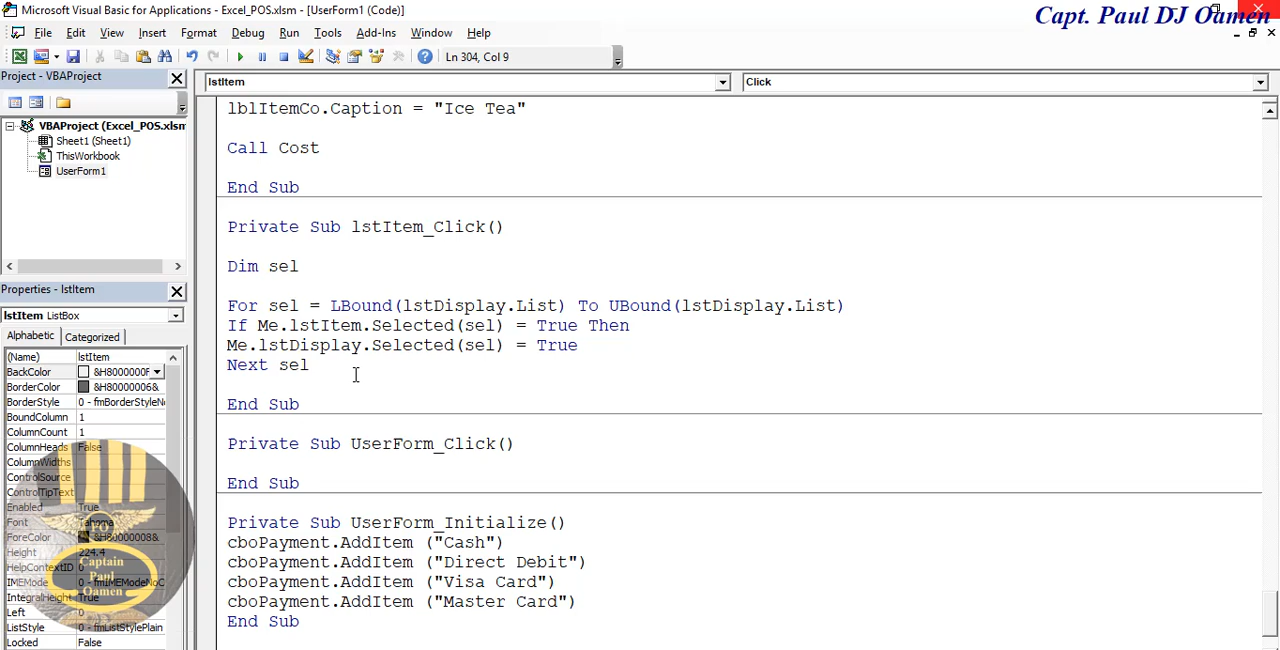 Microsoft Visual Basic for Applications - Excel_POS.xlsm - [UserForm1 (Code)]
Capt. Paul DJ Oamen
File Edit View Insert Format Debug Run Tools Add-Ins Window Help
Ln 304, Col 9
Project - VBAProject
lstItem
Click
VBAProject (Excel_POS.xlsm
Sheet1 (Sheet1)
ThisWorkbook
UserForm1
lblItemCo.Caption = "Ice Tea"
Call Cost
End Sub
Private Sub lstItem_Click()
Dim sel
For sel = LBound(lstDisplay.List) To UBound(lstDisplay.List)
If Me.lstItem.Selected(sel) = True Then
Me.lstDisplay.Selected(sel) = True
Next sel
End Sub
Private Sub UserForm_Click()
End Sub
Private Sub UserForm_Initialize()
cboPayment.AddItem ("Cash")
cboPayment.AddItem ("Direct Debit")
cboPayment.AddItem ("Visa Card")
cboPayment.AddItem ("Master Card")
End Sub
Properties - lstItem
lstItem ListBox
Alphabetic Categorized
(Name) lstItem
BackColor &H8000000F
BorderColor &H80000006&
BorderStyle 0 - fmBorderStyleNo
BoundColumn 1
ColumnCount 1
ColumnHeads False
ColumnWidths
ControlSource
ControlTipText
Enabled True
Font Tahoma
ForeColor &H80000008&
Height 224.4
HelpContextID 0
IMEMode 0 - fmIMEModeNoC
IntegralHeight True
Left 0
ListStyle 0 - fmListStylePlain
Locked False
Captain
Paul
Oamen